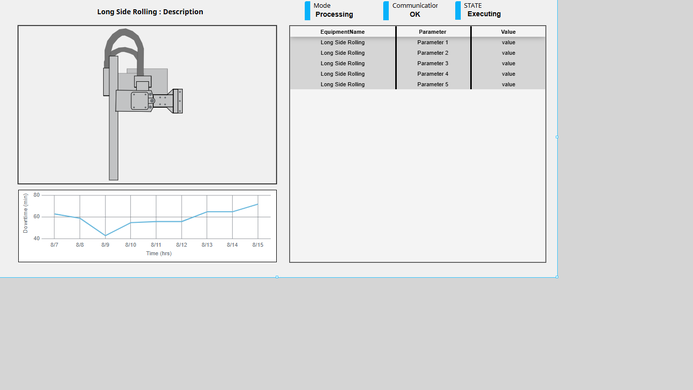 Long Side Rolling : Description
Mode
Processing
Communicatior
OK
STATE
Executing
EquipmentName Parameter Value
Long Side Rolling Parameter 1 value
Long Side Rolling Parameter 2 value
Long Side Rolling Parameter 3 value
Long Side Rolling Parameter 4 value
Long Side Rolling Parameter 5 value
Downtime (min)
80
60
40
8/7 8/8 8/9 8/10 8/11 8/12 8/13 8/14 8/15
Time (hrs)